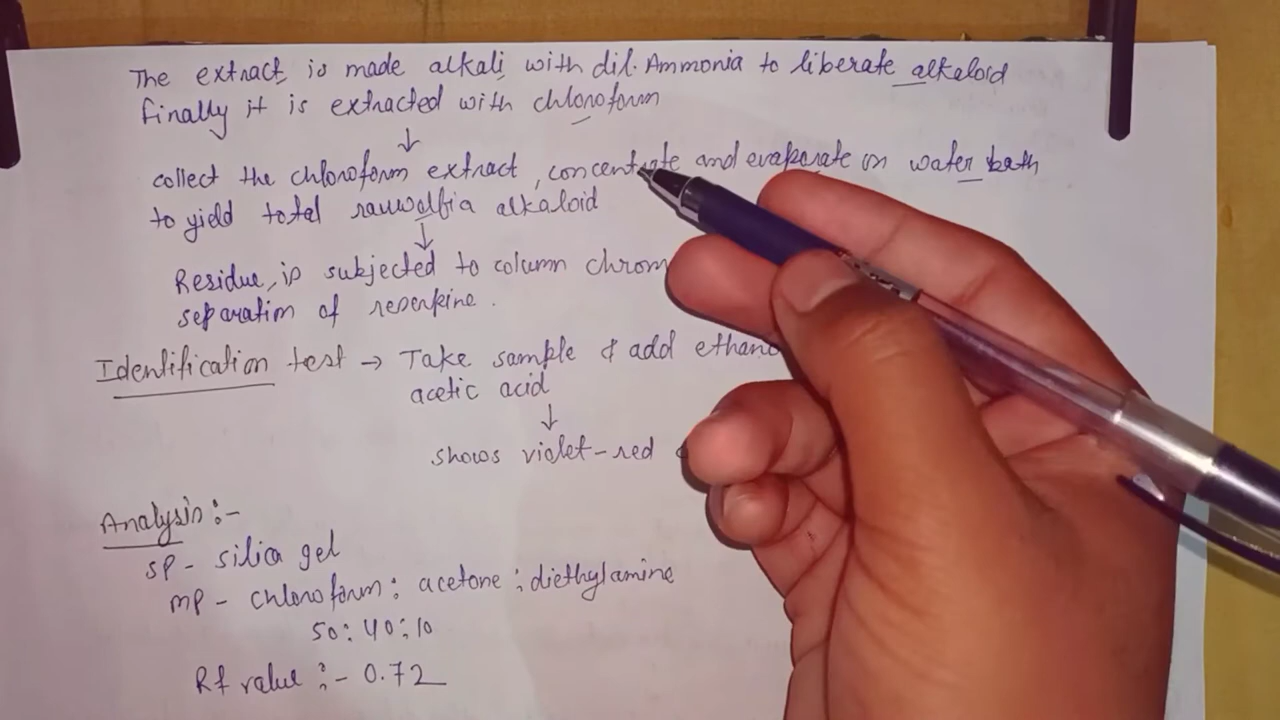 The extract is made alkali with dil. Ammonia to liberate alkaloid
finally it is extracted with chloroform
↓
collect the chloroform extract, concentrate and evaporate on water bath
to yield total rauwolfia alkaloid
↓
Residue, is subjected to column chrom
separation of reserpine.
Identification test → Take sample & add ethano
acetic acid
↓
shows violet-red
Analysis :-
SP - silica gel
MP - chloroform : acetone : diethylamine
50 : 40 : 10
Rf value :- 0.72